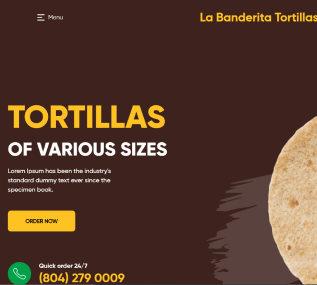 Menu
La Banderita Tortillas
TORTILLAS
OF VARIOUS SIZES
Lorem Ipsum has been the industry's
standard dummy text ever since the
specimen book.
ORDER NOW
Quick order 24/7
(804) 279 0009